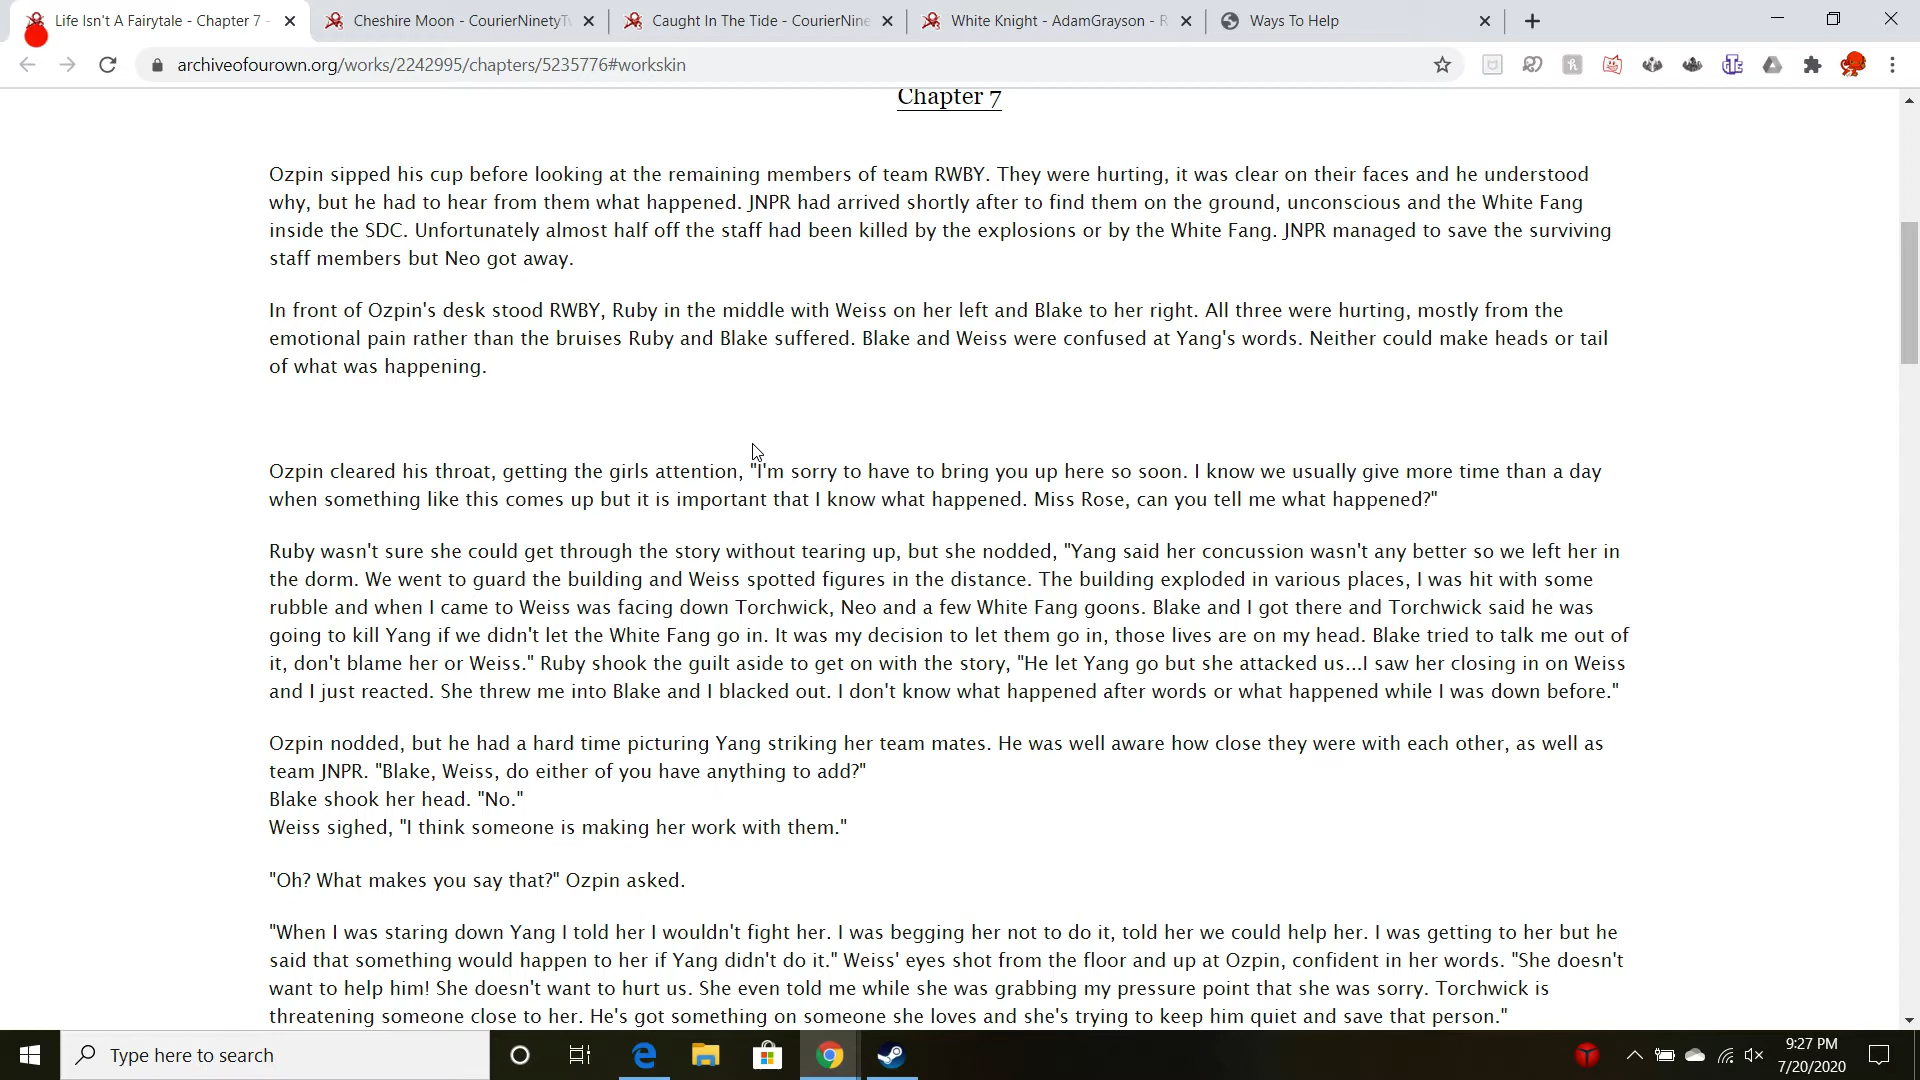 Life Isn't A Fairytale - Chapter 7 -
Cheshire Moon - CourierNinetyTw
Caught In The Tide - CourierNine
White Knight - AdamGrayson - R
Ways To Help
archiveofourown.org/works/2242995/chapters/5235776#workskin
Chapter 7
Ozpin sipped his cup before looking at the remaining members of team RWBY. They were hurting, it was clear on their faces and he understood
why, but he had to hear from them what happened. JNPR had arrived shortly after to find them on the ground, unconscious and the White Fang
inside the SDC. Unfortunately almost half off the staff had been killed by the explosions or by the White Fang. JNPR managed to save the surviving
staff members but Neo got away.
In front of Ozpin's desk stood RWBY, Ruby in the middle with Weiss on her left and Blake to her right. All three were hurting, mostly from the
emotional pain rather than the bruises Ruby and Blake suffered. Blake and Weiss were confused at Yang's words. Neither could make heads or tail
of what was happening.
Ozpin cleared his throat, getting the girls attention, "I'm sorry to have to bring you up here so soon. I know we usually give more time than a day
when something like this comes up but it is important that I know what happened. Miss Rose, can you tell me what happened?"
Ruby wasn't sure she could get through the story without tearing up, but she nodded, "Yang said her concussion wasn't any better so we left her in
the dorm. We went to guard the building and Weiss spotted figures in the distance. The building exploded in various places, I was hit with some
rubble and when I came to Weiss was facing down Torchwick, Neo and a few White Fang goons. Blake and I got there and Torchwick said he was
going to kill Yang if we didn't let the White Fang go in. It was my decision to let them go in, those lives are on my head. Blake tried to talk me out of
it, don't blame her or Weiss." Ruby shook the guilt aside to get on with the story, "He let Yang go but she attacked us...I saw her closing in on Weiss
and I just reacted. She threw me into Blake and I blacked out. I don't know what happened after words or what happened while I was down before."
Ozpin nodded, but he had a hard time picturing Yang striking her team mates. He was well aware how close they were with each other, as well as
team JNPR. "Blake, Weiss, do either of you have anything to add?"
Blake shook her head. "No."
Weiss sighed, "I think someone is making her work with them."
"Oh? What makes you say that?" Ozpin asked.
"When I was staring down Yang I told her I wouldn't fight her. I was begging her not to do it, told her we could help her. I was getting to her but he
said that something would happen to her if Yang didn't do it." Weiss' eyes shot from the floor and up at Ozpin, confident in her words. "She doesn't
want to help him! She doesn't want to hurt us. She even told me while she was grabbing my pressure point that she was sorry. Torchwick is
threatening someone close to her. He's got something on someone she loves and she's trying to keep him quiet and save that person."
Type here to search
9:27 PM
7/20/2020